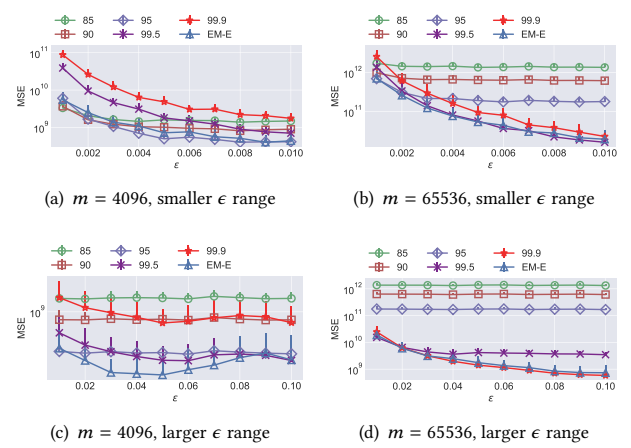 85 95 99.9
90 99.5 EM-E
85 95 99.9
90 99.5 EM-E
10^11
10^9
MSE
0.002 0.004 0.006 0.008 0.010
ε
10^12
10^11
MSE
0.002 0.004 0.006 0.008 0.010
ε
(a) m = 4096, smaller ϵ range
(b) m = 65536, smaller ϵ range
85 95 99.9
90 99.5 EM-E
85 95 99.9
90 99.5 EM-E
10^9
MSE
0.02 0.04 0.06 0.08 0.10
ε
10^12
10^11
10^10
10^9
MSE
0.02 0.04 0.06 0.08 0.10
ε
(c) m = 4096, larger ϵ range
(d) m = 65536, larger ϵ range